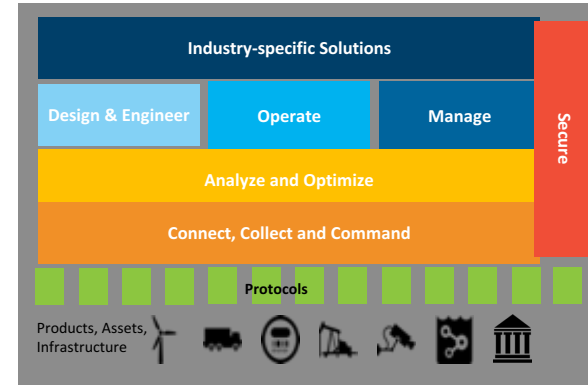 Industry-specific Solutions
Design & Engineer
Operate
Manage
Secure
Analyze and Optimize
Connect, Collect and Command
Protocols
Products, Assets,
Infrastructure